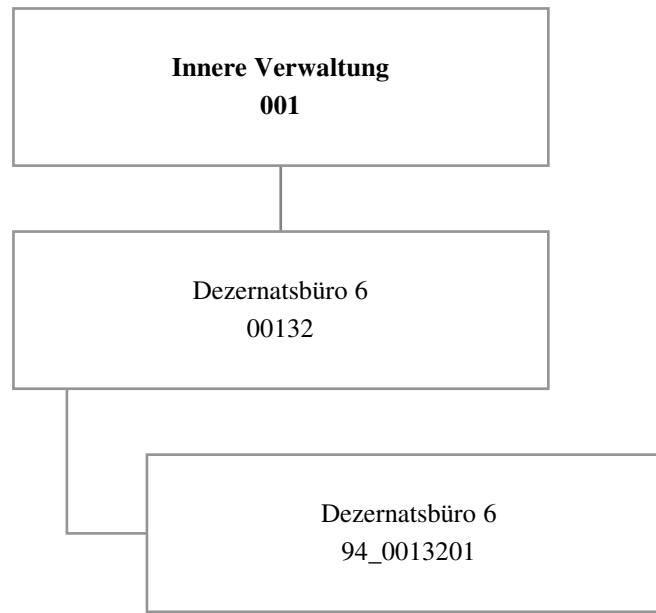 Innere Verwaltung
001
Dezernatsbüro 6
00132
Dezernatsbüro 6
94_0013201